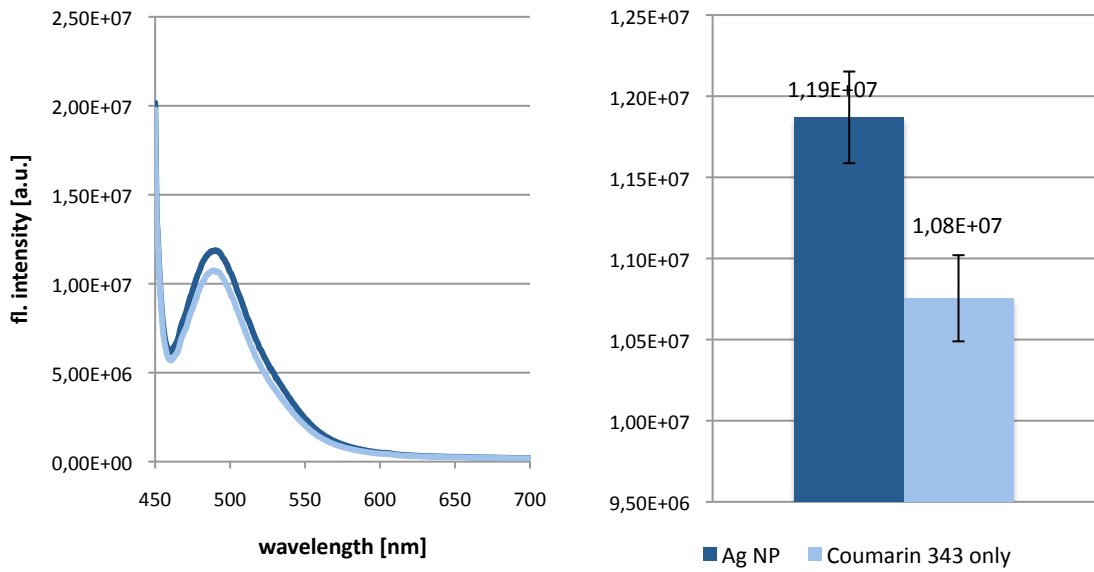 2,50E+07
2,00E+07
1,50E+07
1,00E+07
5,00E+06
0,00E+00
450 500 550 600 650 700
fl. intensity [a.u.]
wavelength [nm]
1,25E+07
1,20E+07
1,15E+07
1,10E+07
1,05E+07
1,00E+07
9,50E+06
1,19E+07
1,08E+07
Ag NP Coumarin 343 only